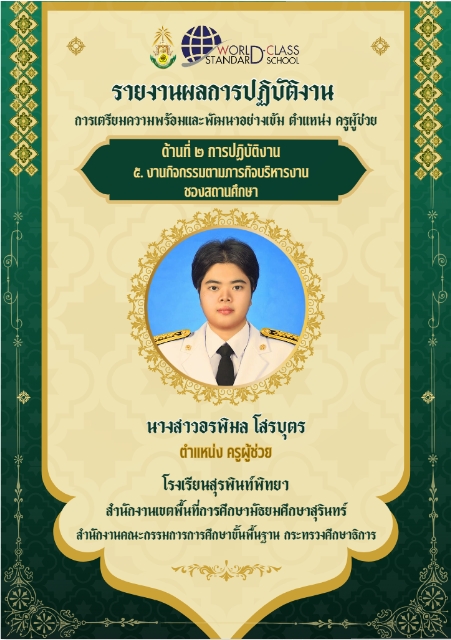 WORLD-CLASS
STANDARD SCHOOL
รายงานผลการปฏิบัติงาน
การเตรียมความพร้อมและพัฒนาอย่างเข้ม ตำแหน่ง ครูผู้ป่วย
ด้านที่ ๒ การปฏิบัติงาน
๕. งานกิจกรรมตามภารกิจบริหารงาน
ของสถานศึกษา
นางสาวอรพิมล โสรบุตร
ตำแหน่ง ครูผู้ช่วย
โรงเรียนสุรพินท์พิทยา
สำนักงานเขตพื้นที่การศึกษามัธยมศึกษาสุรินทร์
สำนักงานคณะกรรมการการศึกษาขั้นพื้นฐาน กระทรวงศึกษาธิการ